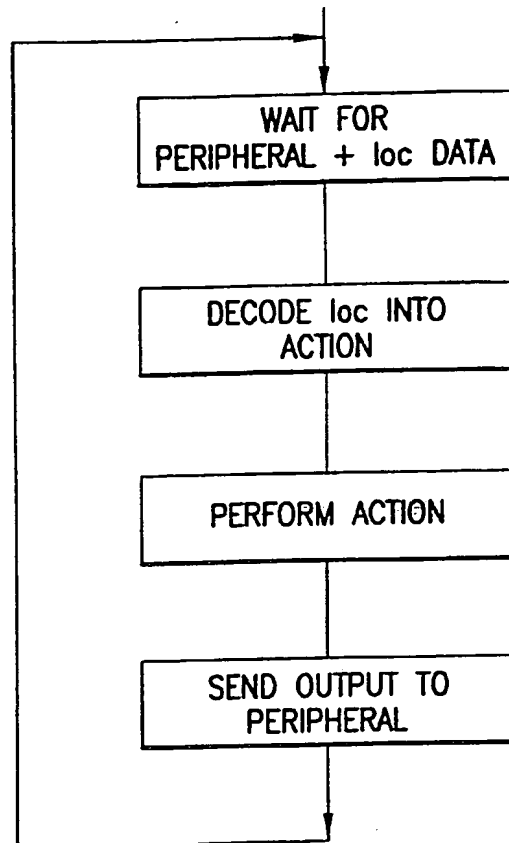 WAIT FOR
PERIPHERAL + loc DATA
DECODE loc INTO
ACTION
PERFORM ACTION
SEND OUTPUT TO
PERIPHERAL